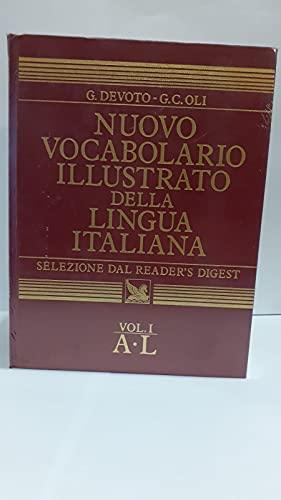 G. DEVOTO - G.C. OLI
NUOVO
VOCABOLARIO
ILLUSTRATO
DELLA
LINGUA
ITALIANA
SELEZIONE DAL READER'S DIGEST
VOL. I
A·L